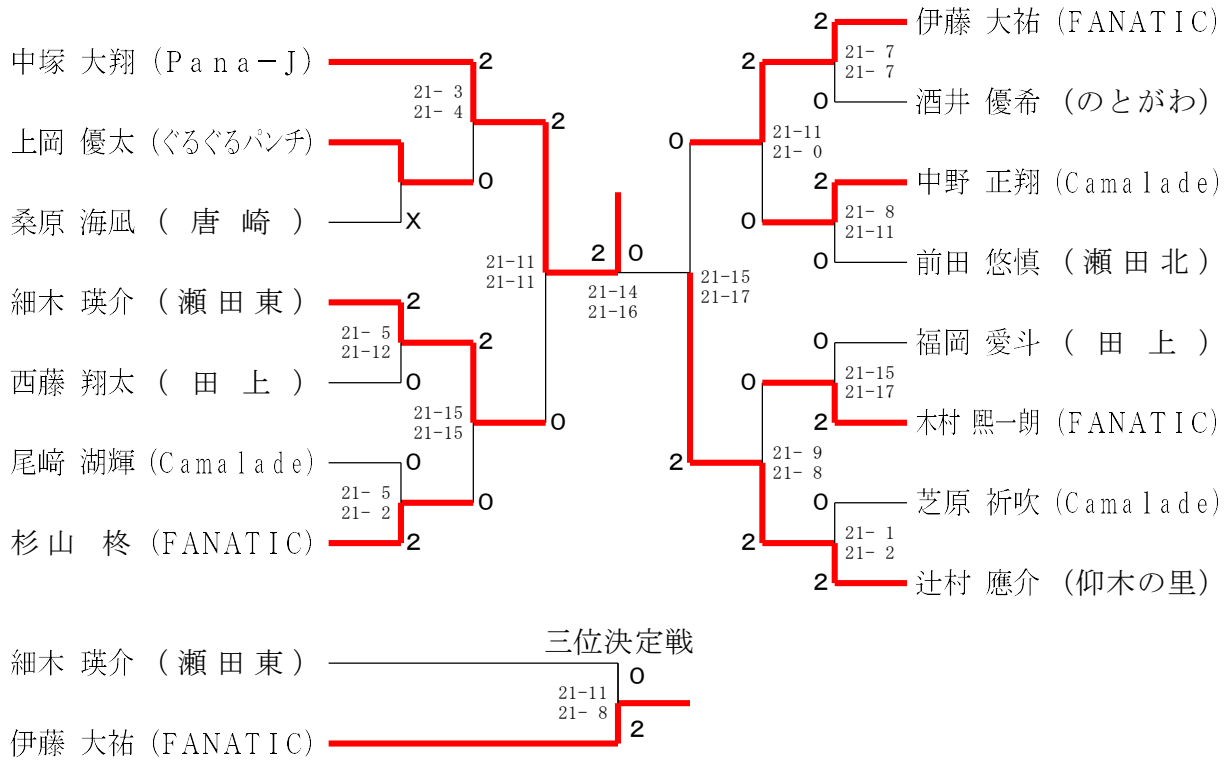 中塚 大翔 (Pana－J)
上岡 優太 (ぐるぐるパンチ)
桑原 海凪 ( 唐 崎 )
細木 瑛介 ( 瀬 田 東 )
西藤 翔太 ( 田 上 )
尾﨑 湖輝 (Camalade)
杉山 柊 (FANATIC)
2
21- 3
21- 4
0
X
2
21- 5
21-12
0
0
21- 5
21- 2
2
2
21-15
21-15
0
2
21-11
21-11
0
2 0
21-14
21-16
0
21-15
21-17
2
2
21-11
21- 0
0
0
21- 9
21- 8
2
2
21- 7
21- 7
0
2
21- 8
21-11
0
0
21-15
21-17
2
0
21- 1
21- 2
2
伊藤 大祐 (FANATIC)
酒井 優希 (のとがわ)
中野 正翔 (Camalade)
前田 悠慎 ( 瀬 田 北 )
福岡 愛斗 ( 田 上 )
木村 熙一朗 (FANATIC)
芝原 祈吹 (Camalade)
辻村 應介 (仰木の里)
三位決定戦
細木 瑛介 ( 瀬 田 東 )
0
21-11
21- 8
2
伊藤 大祐 (FANATIC)